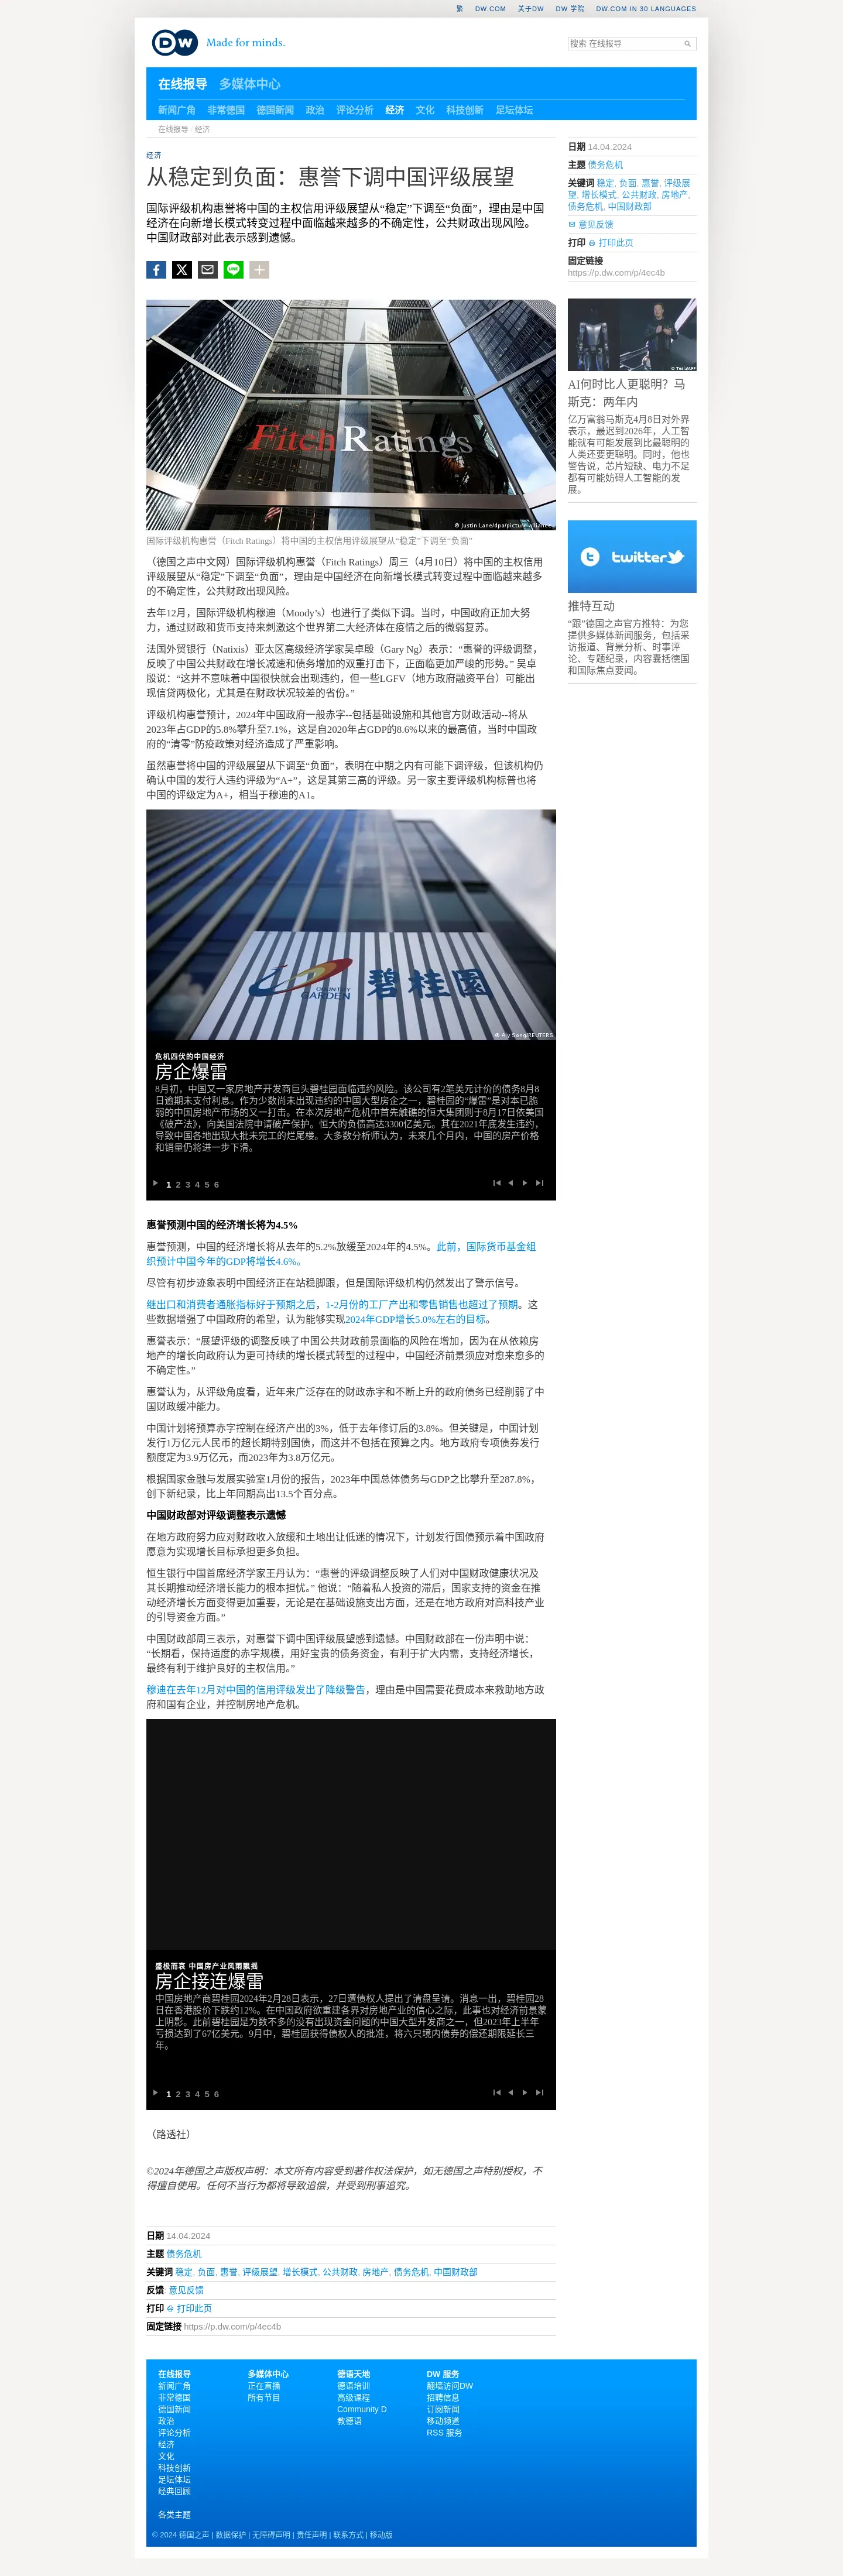 繁 DW.COM 关于DW DW 学院 DW.COM IN 30 LANGUAGES
DW Made for minds.
搜索 在线报导
在线报导 多媒体中心
新闻广角 非常德国 德国新闻 政治 评论分析 经济 文化 科技创新 足坛体坛
在线报导 / 经济
经济
从稳定到负面：惠誉下调中国评级展望
国际评级机构惠誉将中国的主权信用评级展望从“稳定”下调至“负面”，理由是中国
经济在向新增长模式转变过程中面临越来越多的不确定性，公共财政出现风险。
中国财政部对此表示感到遗憾。
FitchRatings
© Justin Lane/dpa/picture alliance
国际评级机构惠誉（Fitch Ratings）将中国的主权信用评级展望从“稳定”下调至“负面”
（德国之声中文网）国际评级机构惠誉（Fitch Ratings）周三（4月10日）将中国的主权信用
评级展望从“稳定”下调至“负面”，理由是中国经济在向新增长模式转变过程中面临越来越多
的不确定性，公共财政出现风险。
去年12月，国际评级机构穆迪（Moody’s）也进行了类似下调。当时，中国政府正加大努
力，通过财政和货币支持来刺激这个世界第二大经济体在疫情之后的微弱复苏。
法国外贸银行（Natixis）亚太区高级经济学家吴卓殷（Gary Ng）表示：“惠誉的评级调整，
反映了中国公共财政在增长减速和债务增加的双重打击下，正面临更加严峻的形势。” 吴卓
殷说：“这并不意味着中国很快就会出现违约，但一些LGFV（地方政府融资平台）可能出
现信贷两极化，尤其是在财政状况较差的省份。”
评级机构惠誉预计，2024年中国政府一般赤字--包括基础设施和其他官方财政活动--将从
2023年占GDP的5.8%攀升至7.1%，这是自2020年占GDP的8.6%以来的最高值，当时中国政
府的“清零”防疫政策对经济造成了严重影响。
虽然惠誉将中国的评级展望从下调至“负面”，表明在中期之内有可能下调评级，但该机构仍
确认中国的发行人违约评级为“A+”，这是其第三高的评级。另一家主要评级机构标普也将
中国的评级定为A+，相当于穆迪的A1。
COUNTRY GARDEN 碧桂園
© Aly Song/REUTERS
危机四伏的中国经济
房企爆雷
8月初，中国又一家房地产开发商巨头碧桂园面临违约风险。该公司有2笔美元计价的债务8月8
日逾期未支付利息。作为少数尚未出现违约的中国大型房企之一，碧桂园的“爆雷”是对本已脆
弱的中国房地产市场的又一打击。在本次房地产危机中首先触礁的恒大集团则于8月17日依美国
《破产法》，向美国法院申请破产保护。恒大的负债高达3300亿美元。其在2021年底发生违约，
导致中国各地出现大批未完工的烂尾楼。大多数分析师认为，未来几个月内，中国的房产价格
和销量仍将进一步下滑。
1 2 3 4 5 6
惠誉预测中国的经济增长将为4.5%
惠誉预测，中国的经济增长将从去年的5.2%放缓至2024年的4.5%。此前，国际货币基金组
织预计中国今年的GDP将增长4.6%。
尽管有初步迹象表明中国经济正在站稳脚跟，但是国际评级机构仍然发出了警示信号。
继出口和消费者通胀指标好于预期之后，1-2月份的工厂产出和零售销售也超过了预期。这
些数据增强了中国政府的希望，认为能够实现2024年GDP增长5.0%左右的目标。
惠誉表示：“展望评级的调整反映了中国公共财政前景面临的风险在增加，因为在从依赖房
地产的增长向政府认为更可持续的增长模式转型的过程中，中国经济前景须应对愈来愈多的
不确定性。”
惠誉认为，从评级角度看，近年来广泛存在的财政赤字和不断上升的政府债务已经削弱了中
国财政缓冲能力。
中国计划将预算赤字控制在经济产出的3%，低于去年修订后的3.8%。但关键是，中国计划
发行1万亿元人民币的超长期特别国债，而这并不包括在预算之内。地方政府专项债券发行
额度定为3.9万亿元，而2023年为3.8万亿元。
根据国家金融与发展实验室1月份的报告，2023年中国总体债务与GDP之比攀升至287.8%，
创下新纪录，比上年同期高出13.5个百分点。
中国财政部对评级调整表示遗憾
在地方政府努力应对财政收入放缓和土地出让低迷的情况下，计划发行国债预示着中国政府
愿意为实现增长目标承担更多负担。
恒生银行中国首席经济学家王丹认为：“惠誉的评级调整反映了人们对中国财政健康状况及
其长期推动经济增长能力的根本担忧。” 他说：“随着私人投资的滞后，国家支持的资金在推
动经济增长方面变得更加重要，无论是在基础设施支出方面，还是在地方政府对高科技产业
的引导资金方面。”
中国财政部周三表示，对惠誉下调中国评级展望感到遗憾。中国财政部在一份声明中说：
“长期看，保持适度的赤字规模，用好宝贵的债务资金，有利于扩大内需，支持经济增长，
最终有利于维护良好的主权信用。”
穆迪在去年12月对中国的信用评级发出了降级警告，理由是中国需要花费成本来救助地方政
府和国有企业，并控制房地产危机。
盛极而哀 中国房产业风雨飘摇
房企接连爆雷
中国房地产商碧桂园2024年2月28日表示，27日遭债权人提出了清盘呈请。消息一出，碧桂园28
日在香港股价下跌约12%。在中国政府欲重建各界对房地产业的信心之际，此事也对经济前景蒙
上阴影。此前碧桂园是为数不多的没有出现资金问题的中国大型开发商之一，但2023年上半年
亏损达到了67亿美元。9月中，碧桂园获得债权人的批准，将六只境内债券的偿还期限延长三
年。
1 2 3 4 5 6
（路透社）
©2024年德国之声版权声明：本文所有内容受到著作权法保护，如无德国之声特别授权，不
得擅自使用。任何不当行为都将导致追偿，并受到刑事追究。
日期 14.04.2024
主题 债务危机
关键词 稳定, 负面, 惠誉, 评级展望, 增长模式, 公共财政, 房地产, 债务危机, 中国财政部
反馈: 意见反馈
打印 打印此页
固定链接 https://p.dw.com/p/4ec4b
日期 14.04.2024
主题 债务危机
关键词 稳定, 负面, 惠誉, 评级展
望, 增长模式, 公共财政, 房地产,
债务危机, 中国财政部
意见反馈
打印 打印此页
固定链接
https://p.dw.com/p/4ec4b
© Tesla/AFP
AI何时比人更聪明？马
斯克：两年内
亿万富翁马斯克4月8日对外界
表示，最迟到2026年，人工智
能就有可能发展到比最聪明的
人类还要更聪明。同时，他也
警告说，芯片短缺、电力不足
都有可能妨碍人工智能的发
展。
twitter
推特互动
“跟”德国之声官方推特：为您
提供多媒体新闻服务，包括采
访报道、背景分析、时事评
论、专题纪录，内容囊括德国
和国际焦点要闻。
在线报导
新闻广角
非常德国
德国新闻
政治
评论分析
经济
文化
科技创新
足坛体坛
经典回顾
各类主题
多媒体中心
正在直播
所有节目
德语天地
德语培训
高级课程
Community D
教德语
DW 服务
翻墙访问DW
招聘信息
订阅新闻
移动频道
RSS 服务
© 2024 德国之声 | 数据保护 | 无障碍声明 | 责任声明 | 联系方式 | 移动版